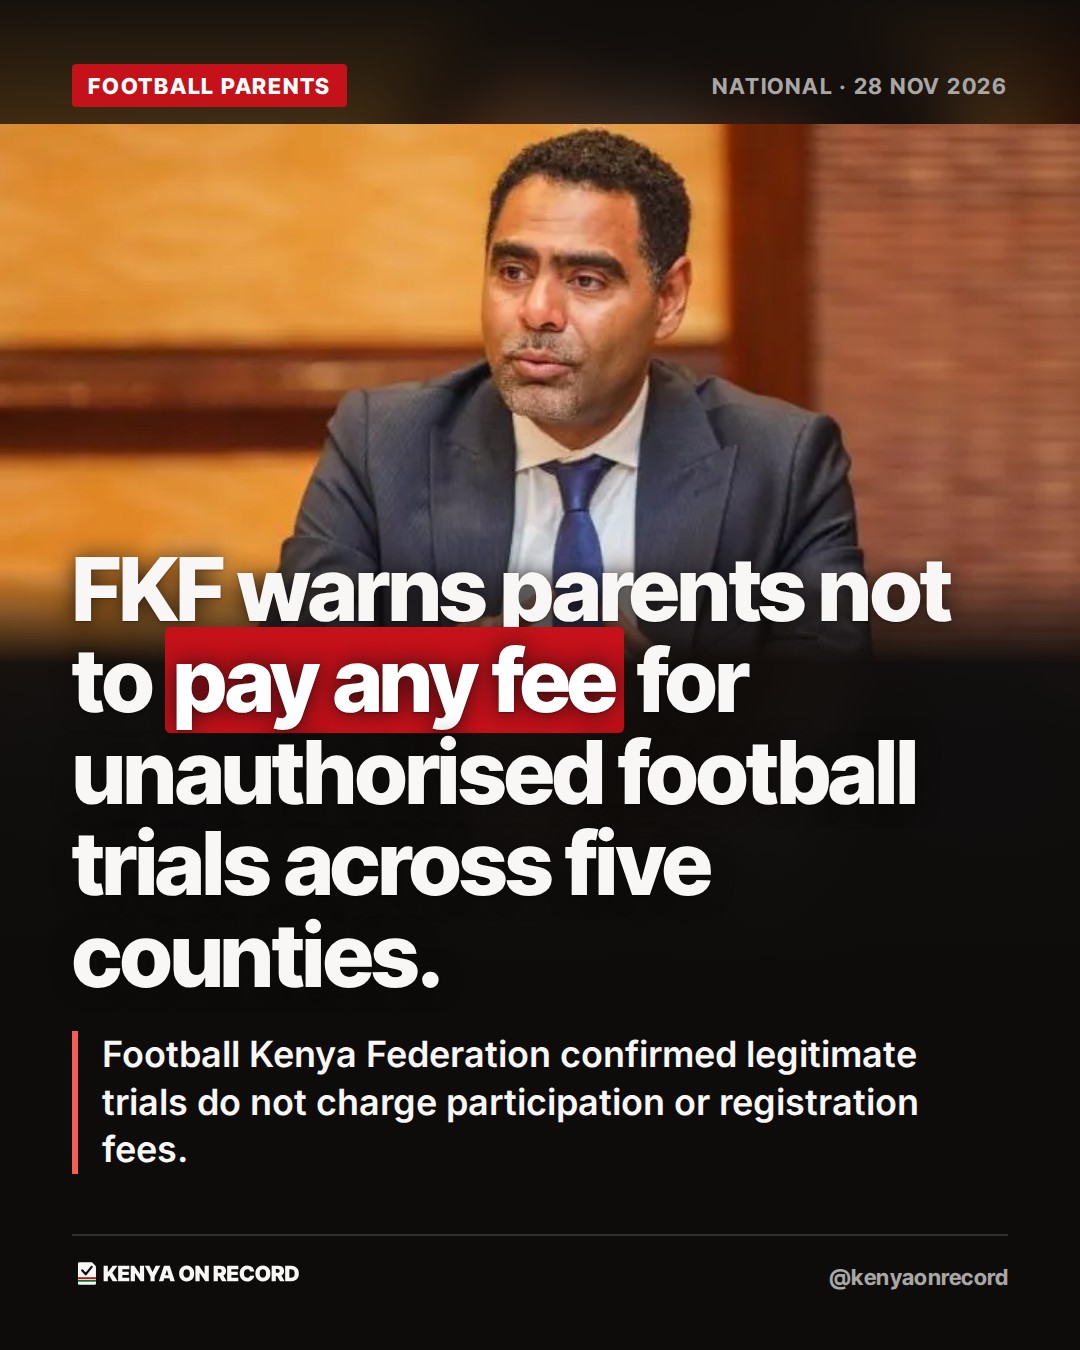 FOOTBALL PARENTS
NATIONAL · 28 NOV 2026
FKF warns parents not
to pay any fee for
unauthorised football
trials across five
counties.
Football Kenya Federation confirmed legitimate
trials do not charge participation or registration
fees.
KENYA ON RECORD
@kenyaonrecord